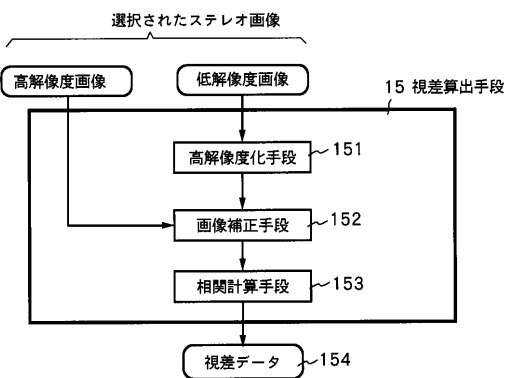 選択されたステレオ画像
高解像度画像
低解像度画像
15 視差算出手段
高解像度化手段
151
画像補正手段
152
相関計算手段
153
視差データ
154